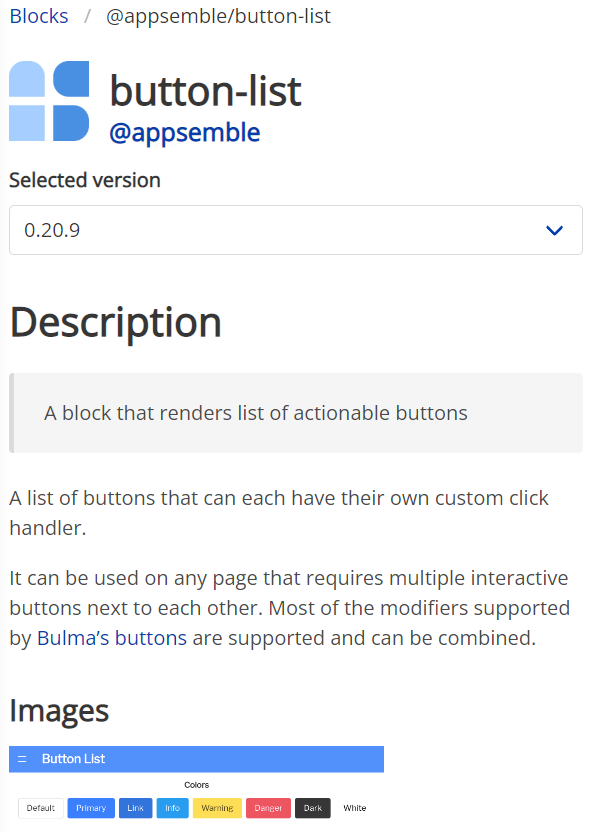 Blocks / @appsemble/button-list
button-list
@appsemble
Selected version
0.20.9
Description
A block that renders list of actionable buttons
A list of buttons that can each have their own custom click
handler.
It can be used on any page that requires multiple interactive
buttons next to each other. Most of the modifiers supported
by Bulma’s buttons are supported and can be combined.
Images
Button List
Colors
Default Primary Link Info Warning Danger Dark White